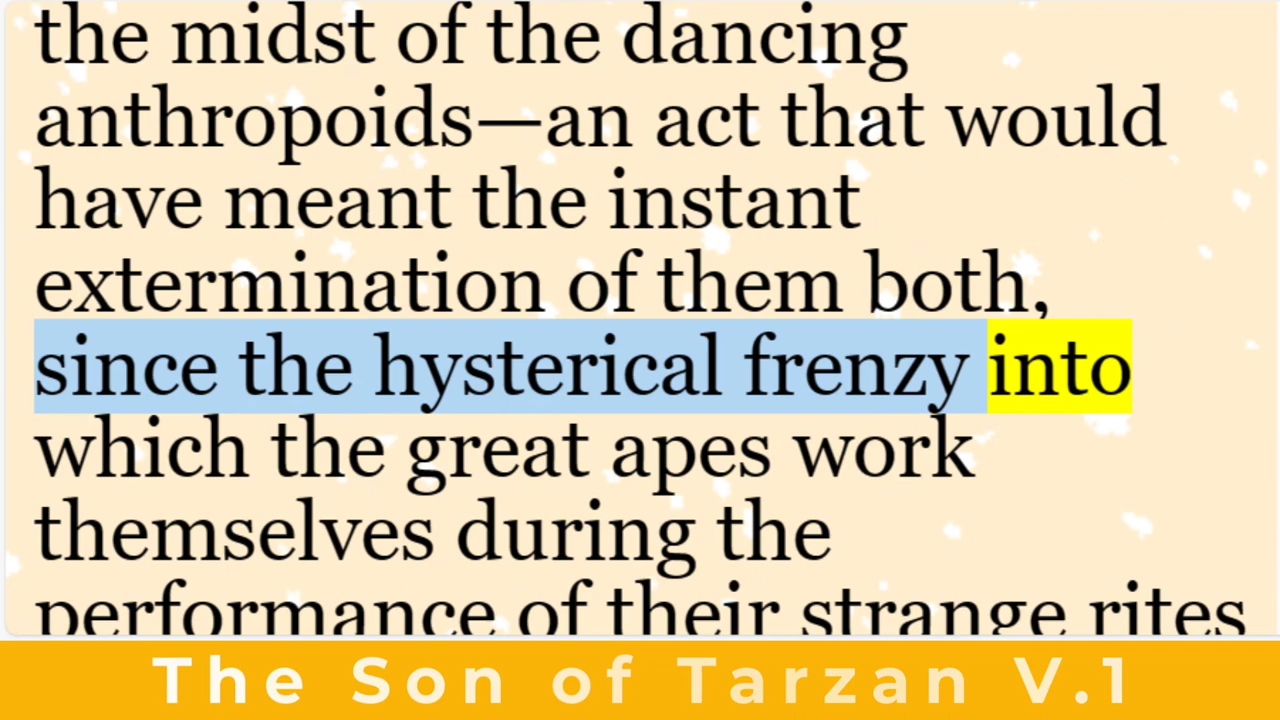 the midst of the dancing
anthropoids—an act that would
have meant the instant
extermination of them both,
since the hysterical frenzy into
which the great apes work
themselves during the
performance of their strange rites
The Son of Tarzan V.1